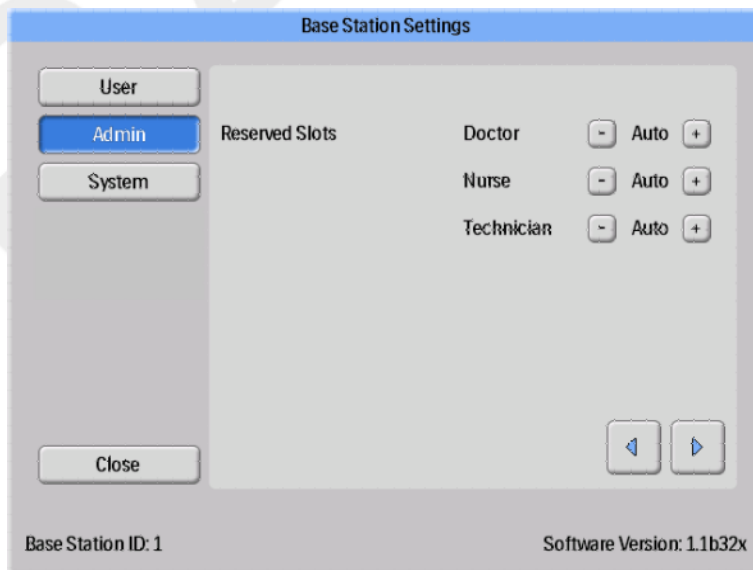 Base Station Settings
User
Admin
System
Reserved Slots Doctor - Auto +
Nurse - Auto +
Technician - Auto +
Close
Base Station ID: 1 Software Version: 1.1b32x